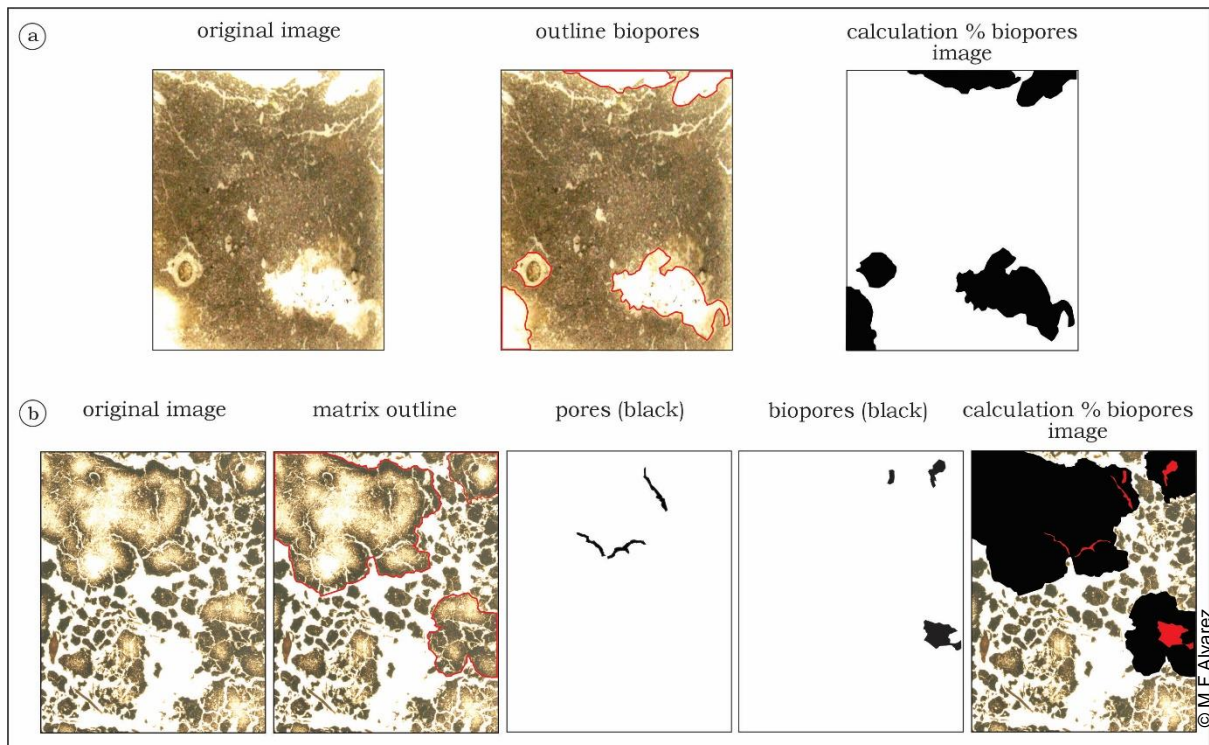 a
original image
outline biopores
calculation % biopores
image
b
original image
matrix outline
pores (black)
biopores (black)
calculation % biopores
image
© M F Alvarez